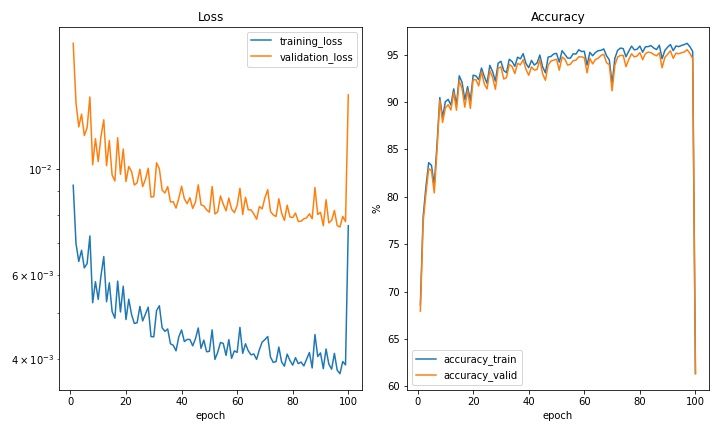 Loss
Accuracy
training_loss
validation_loss
10⁻²
6 × 10⁻³
4 × 10⁻³
0
20
40
60
80
100
epoch
95
90
85
80
75
70
65
60
%
accuracy_train
accuracy_valid
0
20
40
60
80
100
epoch